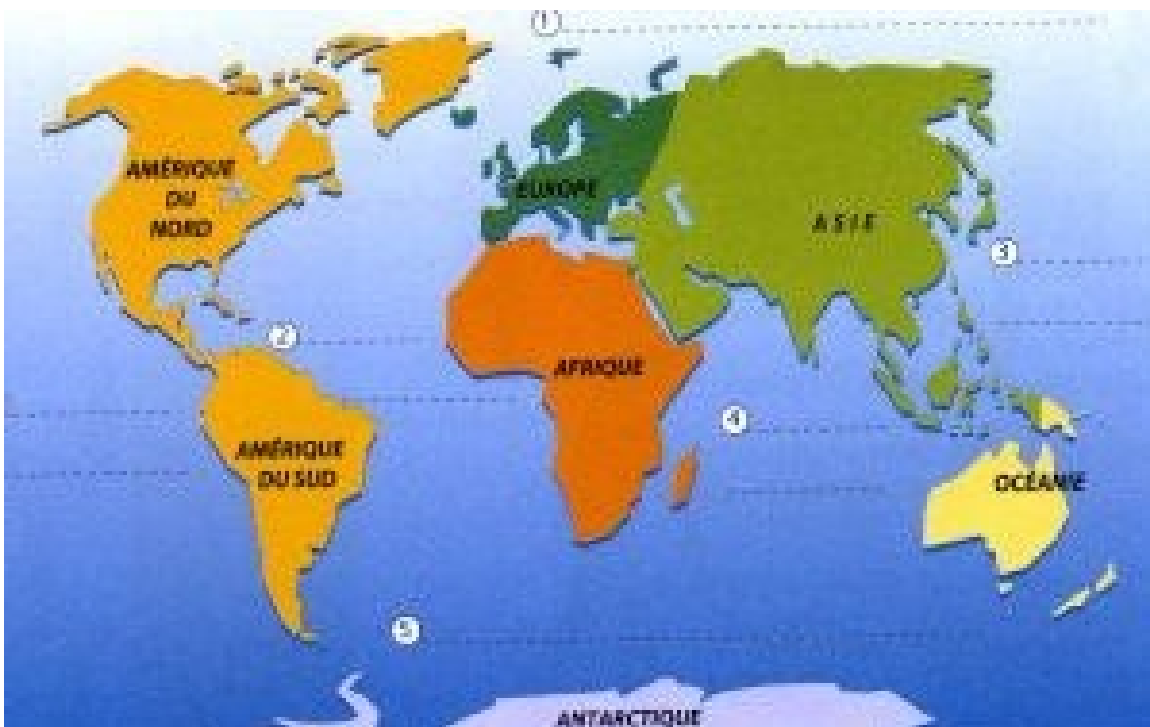 1
AMÉRIQUE
DU
NORD
EUROPE
ASIE
3
2
AFRIQUE
4
AMÉRIQUE
DU SUD
OCÉANIE
5
ANTARCTIQUE